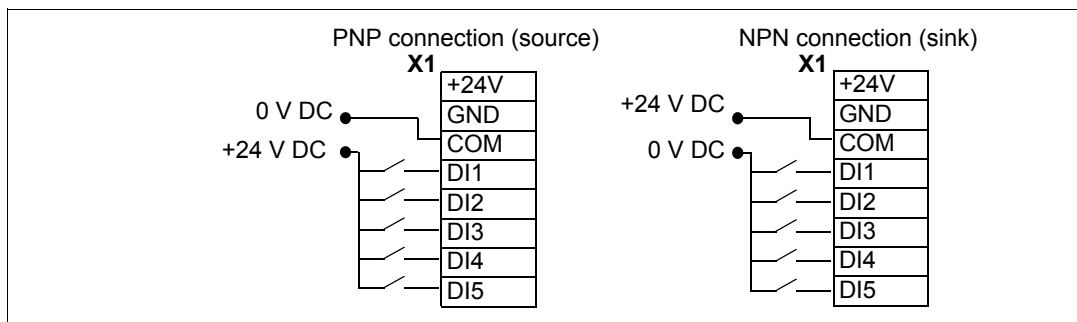 PNP connection (source)
X1
+24V
0 V DC
GND
+24 V DC
COM
DI1
DI2
DI3
DI4
DI5
NPN connection (sink)
X1
+24V
+24 V DC
GND
0 V DC
COM
DI1
DI2
DI3
DI4
DI5